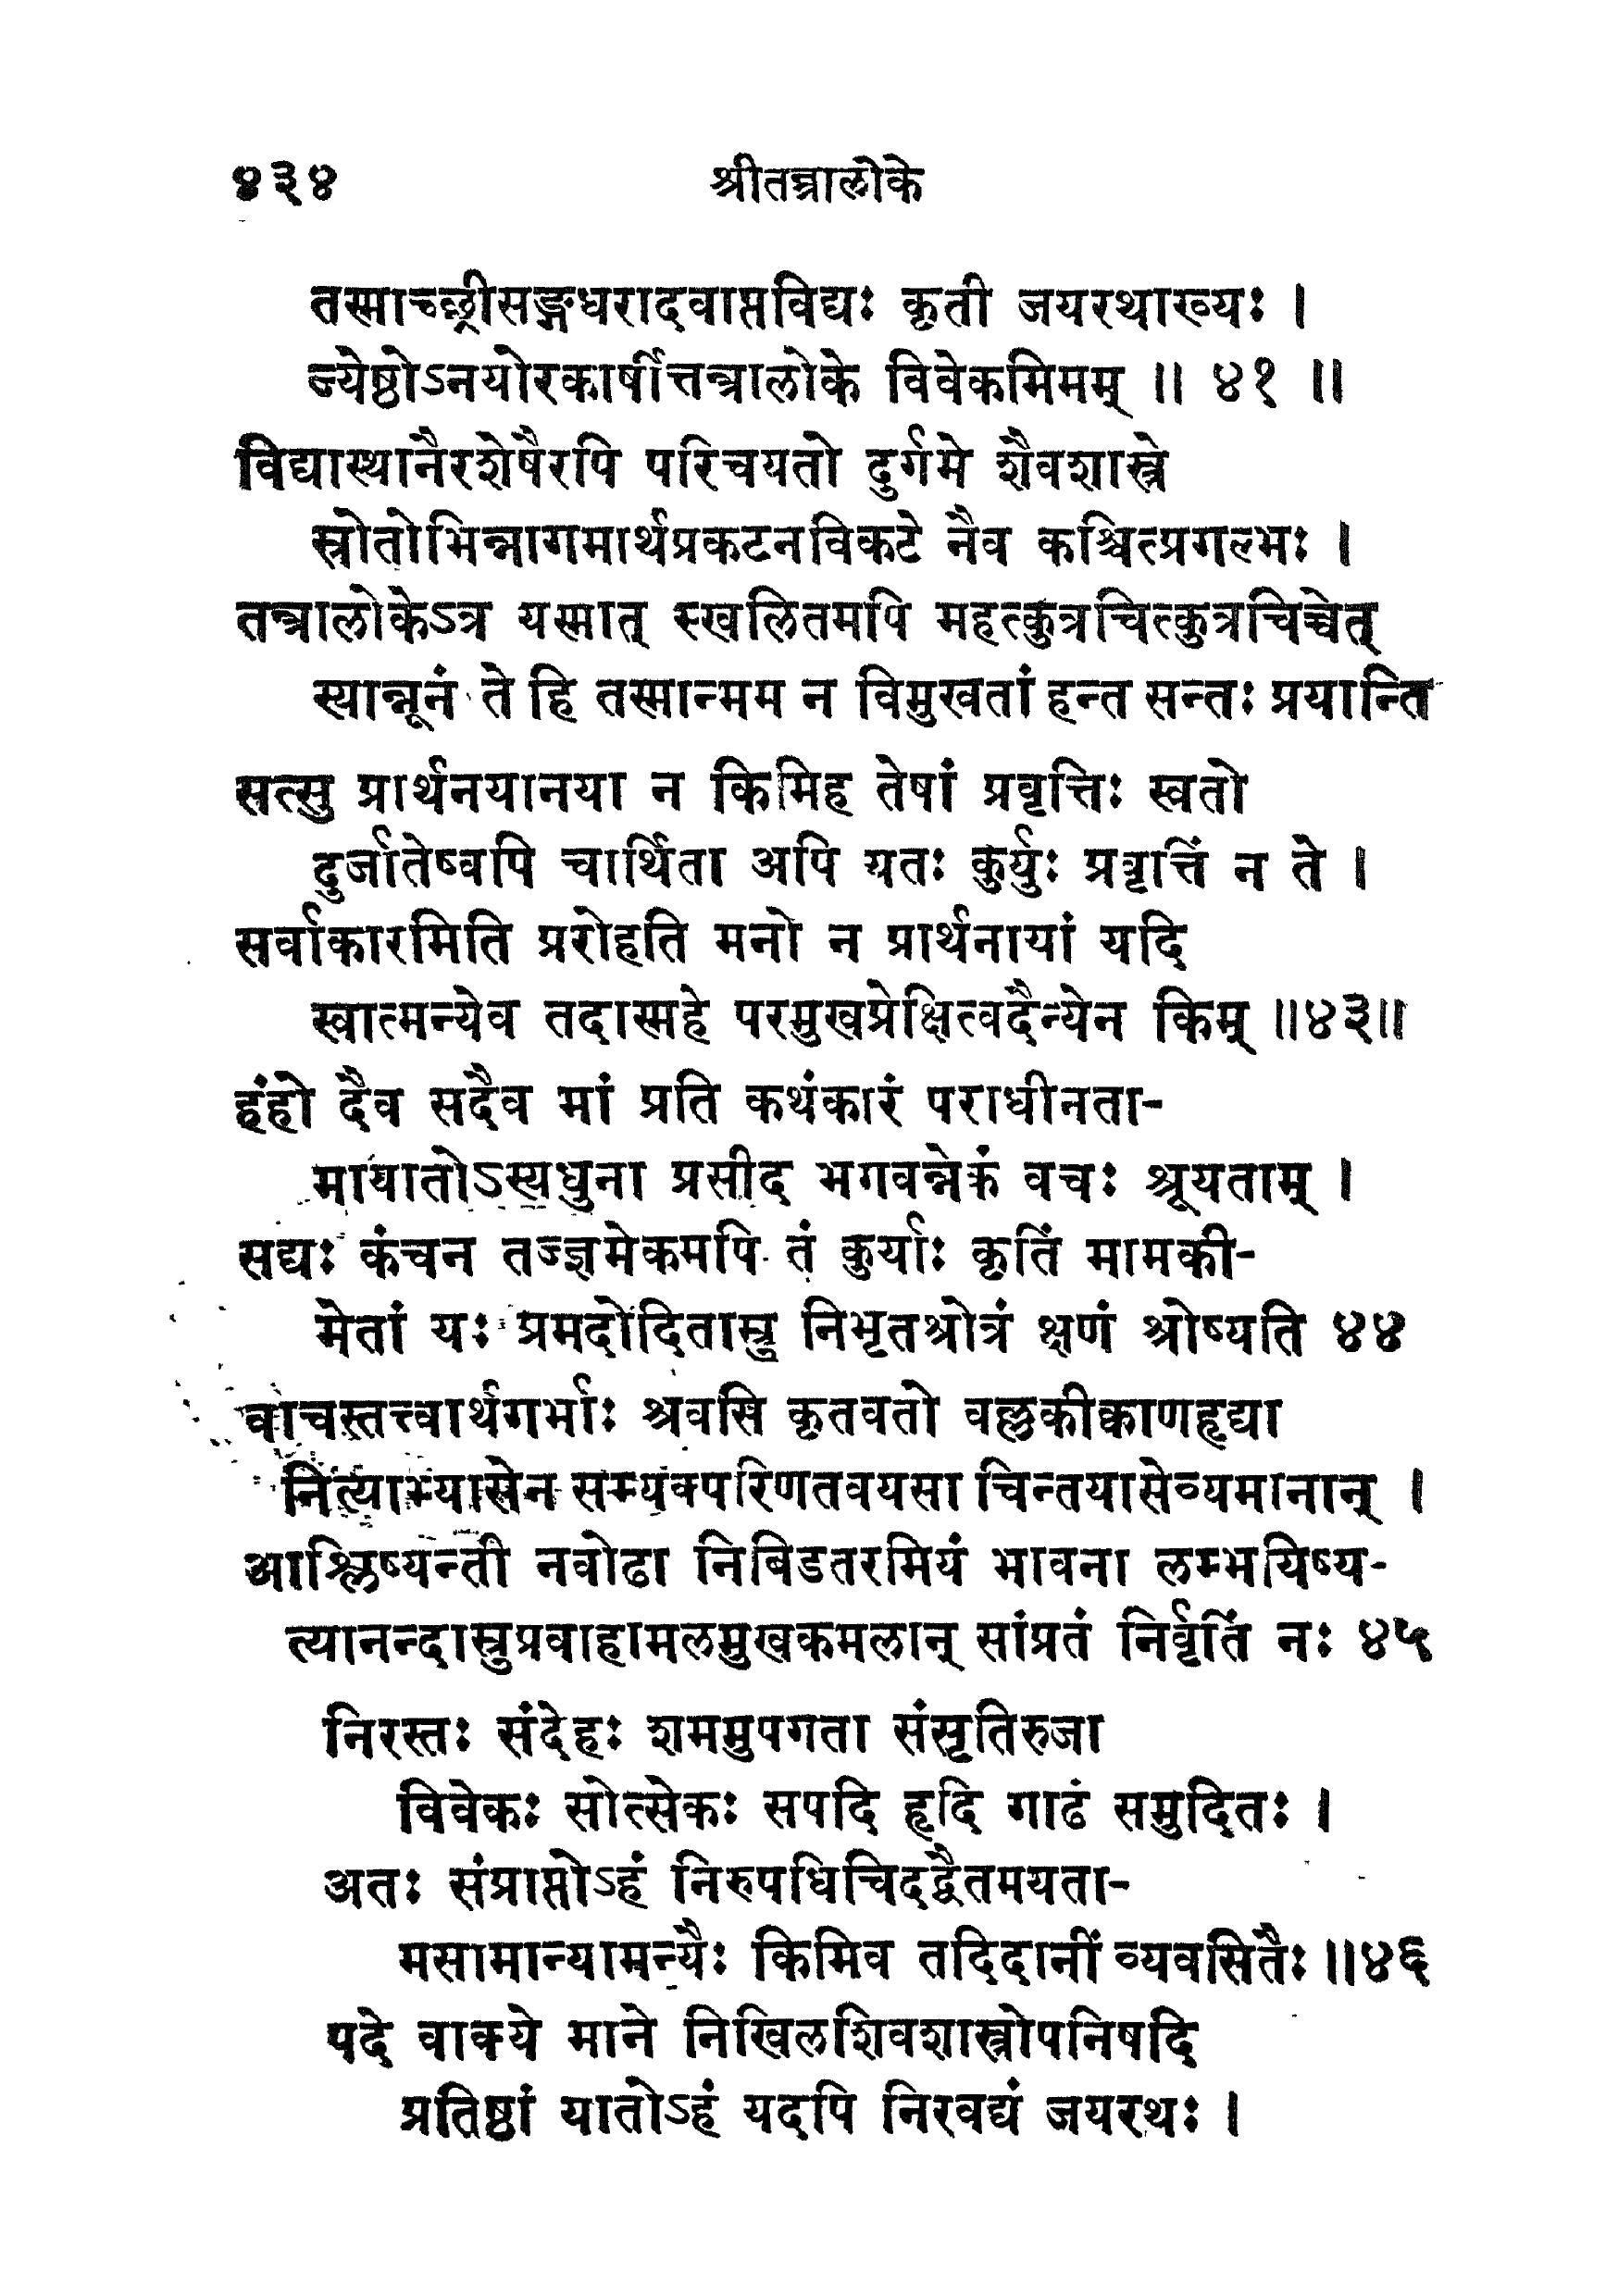 ४३४ श्रीतन्त्रालोके
तस्माच्छ्रीसङ्गधरादवाप्तविद्यः कृती जयरथाख्यः ।
ज्येष्ठोऽनयोरकार्षीत्तन्त्रालोके विवेकमिमम् ॥ ४१ ॥
विद्यास्थानैरशेषैरपि परिचयतो दुर्गमे शैवशास्त्रे
स्त्रोतोभिन्नागमार्थप्रकटनविकटे नैव कश्चित्प्रगल्भः ।
तन्त्रालोकेऽत्र यस्मात् स्खलितमपि महत्कुत्रचित्कुत्रचिच्चेत्
स्यान्नूनं ते हि तस्मान्मम न विमुखतां हन्त सन्तः प्रयान्ति
सत्सु प्रार्थनयानया न किमिह तेषां प्रवृत्तिः स्वतो
दुर्जातेष्वपि चार्थिता अपि यतः कुर्युः प्रवृत्तिं न ते ।
सर्वाकारमिति प्ररोहति मनो न प्रार्थनायां यदि
स्वात्मन्येव तदास्महे परमुखप्रेक्षित्वदैन्येन किम् ॥४३॥
हंहो दैव सदैव मां प्रति कथंकारं पराधीनता-
मायातोऽस्यधुना प्रसीद भगवन्नेकं वचः श्रूयताम् ।
सद्यः कंचन तज्ज्ञमेकमपि तं कुर्याः कृतिं मामकी-
मेतां यः प्रमदोदितास्रु निभृतश्रोत्रं क्षणं श्रोष्यति ४४
वाचस्तत्त्वार्थगर्भाः श्रवसि कृतवतो वल्लकीक्वाणहृद्या
नित्याभ्यासेन सम्यक्परिणतवयसा चिन्तयासेव्यमानान् ।
आश्लिष्यन्ती नवोढा निबिडतरमियं भावना लम्भयिष्य-
त्यानन्दास्रुप्रवाहामलमुखकमलान् सांप्रतं निर्वृतिं नः ४५
निरस्तः संदेहः शममुपगता संसृतिरुजा
विवेकः सोत्सेकः सपदि हृदि गाढं समुदितः ।
अतः संप्राप्तोऽहं निरुपधिचिदद्वैतमयता-
मसामान्यामन्यैः किमिव तदिदानीं व्यवसितैः ॥४६
पदे वाक्ये माने निखिलशिवशास्त्रोपनिषदि
प्रतिष्ठां यातोऽहं यदपि निरवद्यं जयरथः ।